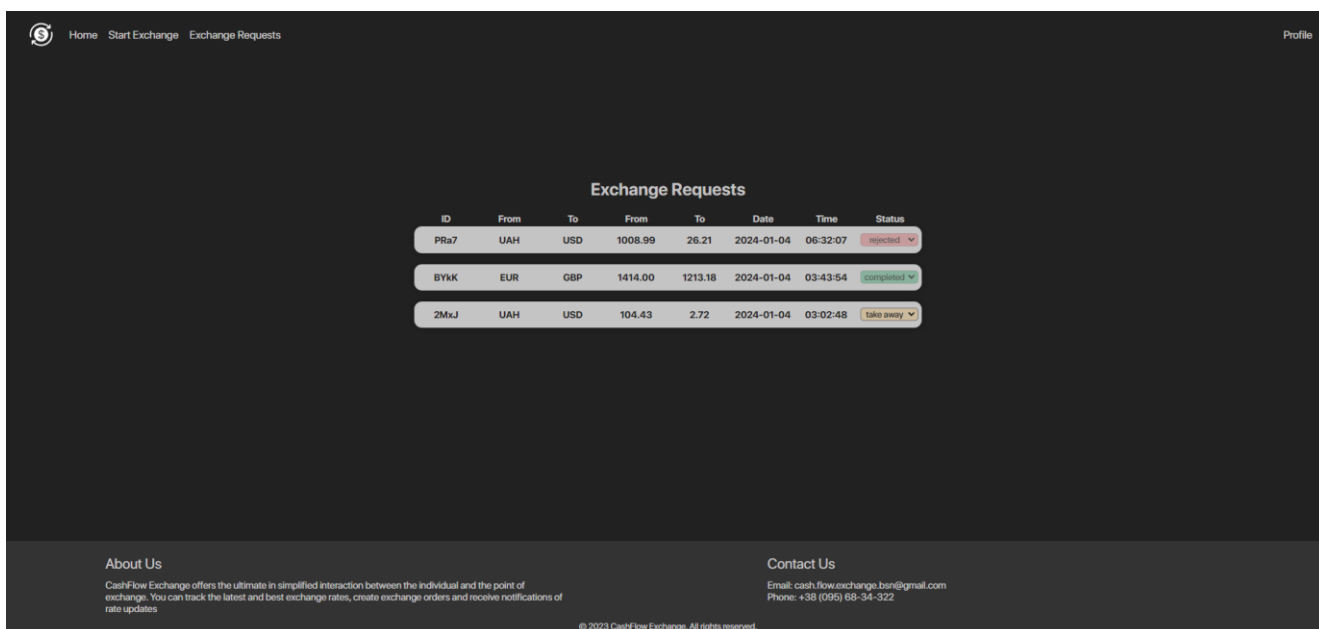 $
Home Start Exchange Exchange Requests Profile
Exchange Requests
ID From To From To Date Time Status
PRa7 UAH USD 1008.99 26.21 2024-01-04 06:32:07 rejected
BYkK EUR GBP 1414.00 1213.18 2024-01-04 03:43:54 completed
2MxJ UAH USD 104.43 2.72 2024-01-04 03:02:48 take away
About Us
CashFlow Exchange offers the ultimate in simplified interaction between the individual and the point of
exchange. You can track the latest and best exchange rates, create exchange orders and receive notifications of
rate updates
Contact Us
Email: cash.flow.exchange.bsn@gmail.com
Phone: +38 (095) 68-34-322
© 2023 CashFlow Exchange. All rights reserved.